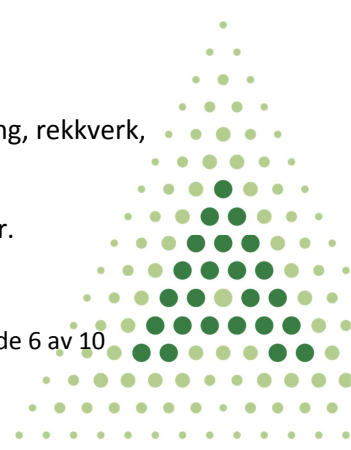 ng, rekkverk,
r.
de 6 av 10